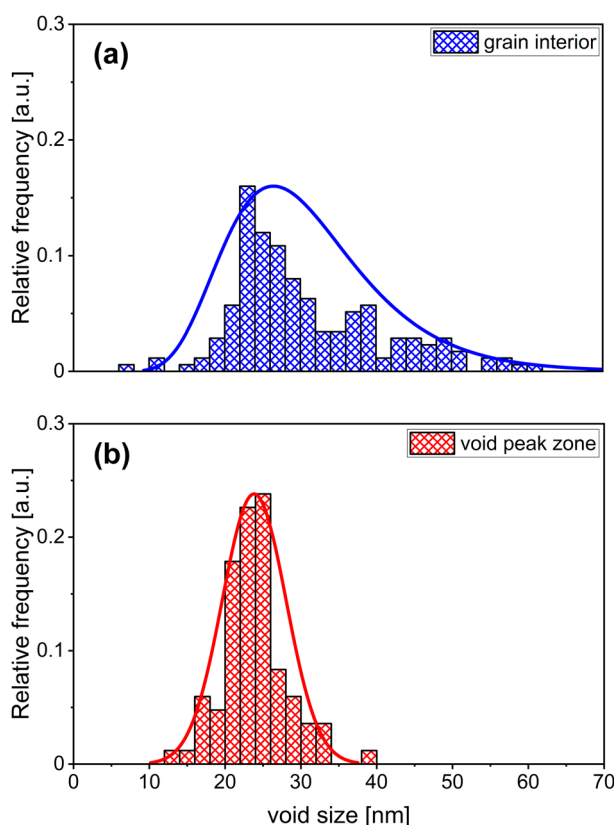 0.3
(a)
grain interior
0.2
Relative frequency [a.u.]
0.1
0
0.3
(b)
void peak zone
0.2
Relative frequency [a.u.]
0.1
0
0 10 20 30 40 50 60 70
void size [nm]